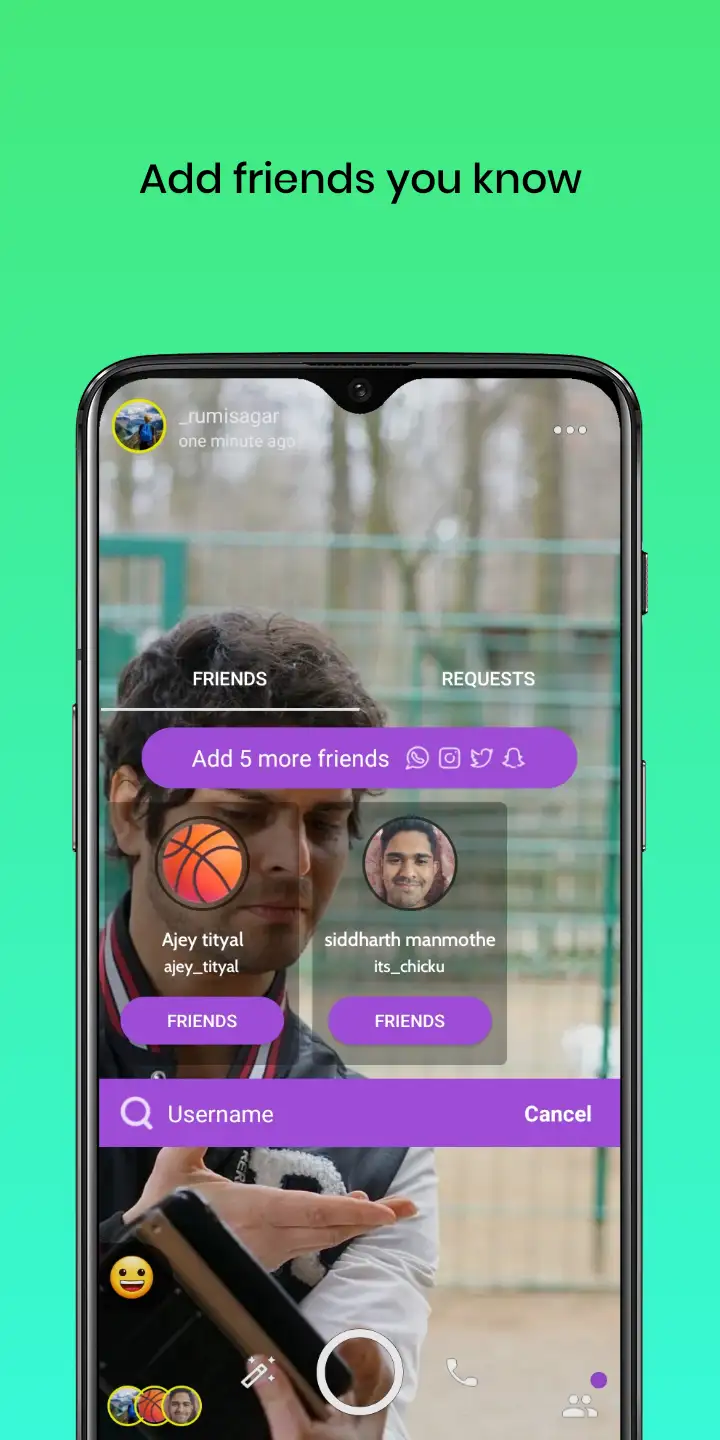 Add friends you know
_rumisagar
one minute ago
FRIENDS
REQUESTS
Add 5 more friends
Ajey tityal
ajey_tityal
FRIENDS
siddharth manmothe
its_chicku
FRIENDS
Username
Cancel
KER
R